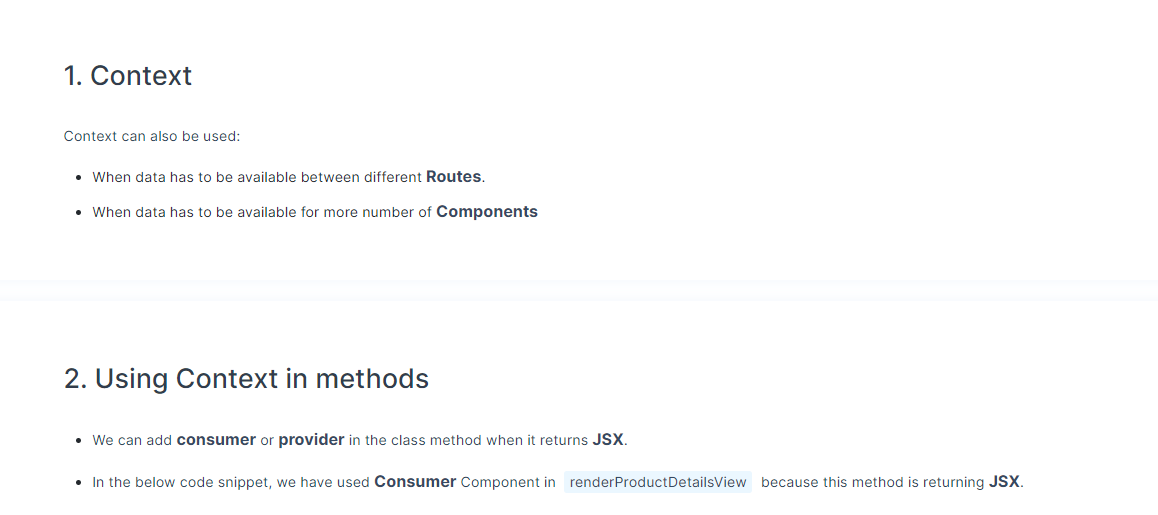 1. Context
Context can also be used:
• When data has to be available between different Routes.
• When data has to be available for more number of Components
2. Using Context in methods
• We can add consumer or provider in the class method when it returns JSX.
• In the below code snippet, we have used Consumer Component in renderProductDetailsView because this method is returning JSX.